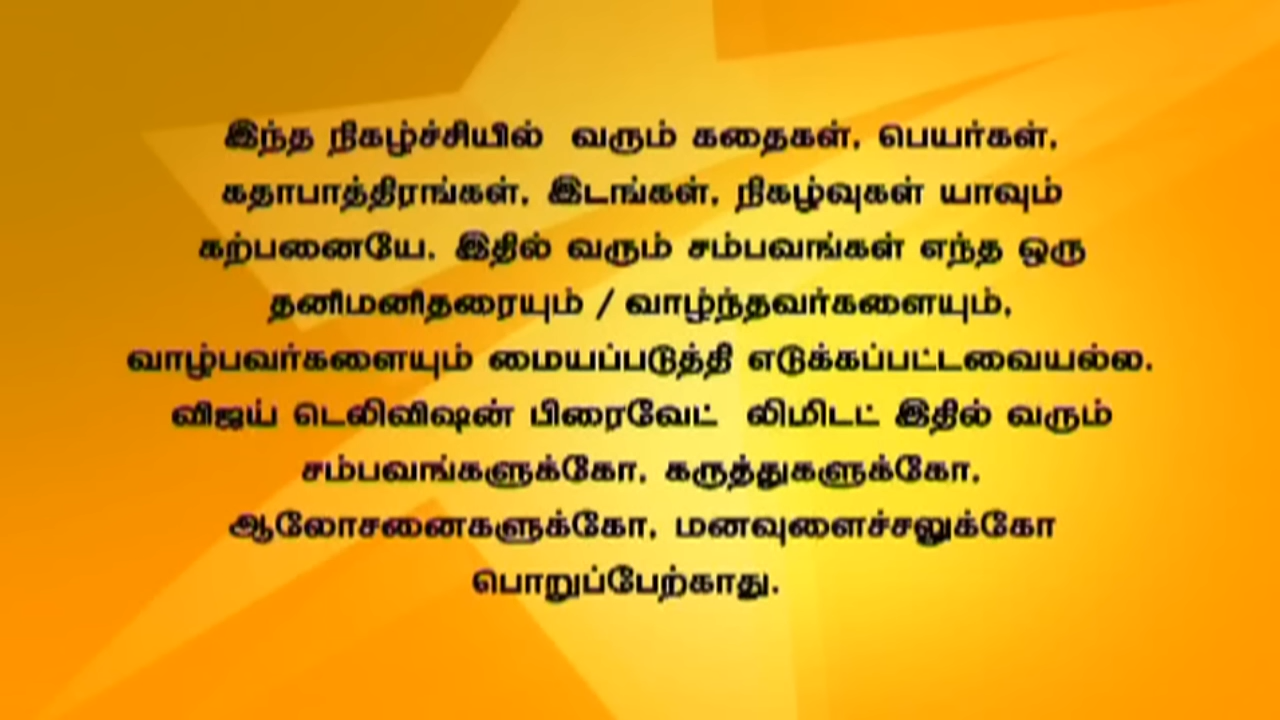 இந்த நிகழ்ச்சியில் வரும் கதைகள், பெயர்கள்,
கதாபாத்திரங்கள், இடங்கள், நிகழ்வுகள் யாவும்
கற்பனையே. இதில் வரும் சம்பவங்கள் எந்த ஒரு
தனிமனிதரையும் / வாழ்ந்தவர்களையும்,
வாழ்பவர்களையும் மையப்படுத்தி எடுக்கப்பட்டவையல்ல.
விஜய் டெலிவிஷன் பிரைவேட் லிமிடட் இதில் வரும்
சம்பவங்களுக்கோ, கருத்துகளுக்கோ,
ஆலோசனைகளுக்கோ, மனவுளைச்சலுக்கோ
பொறுப்பேற்காது.